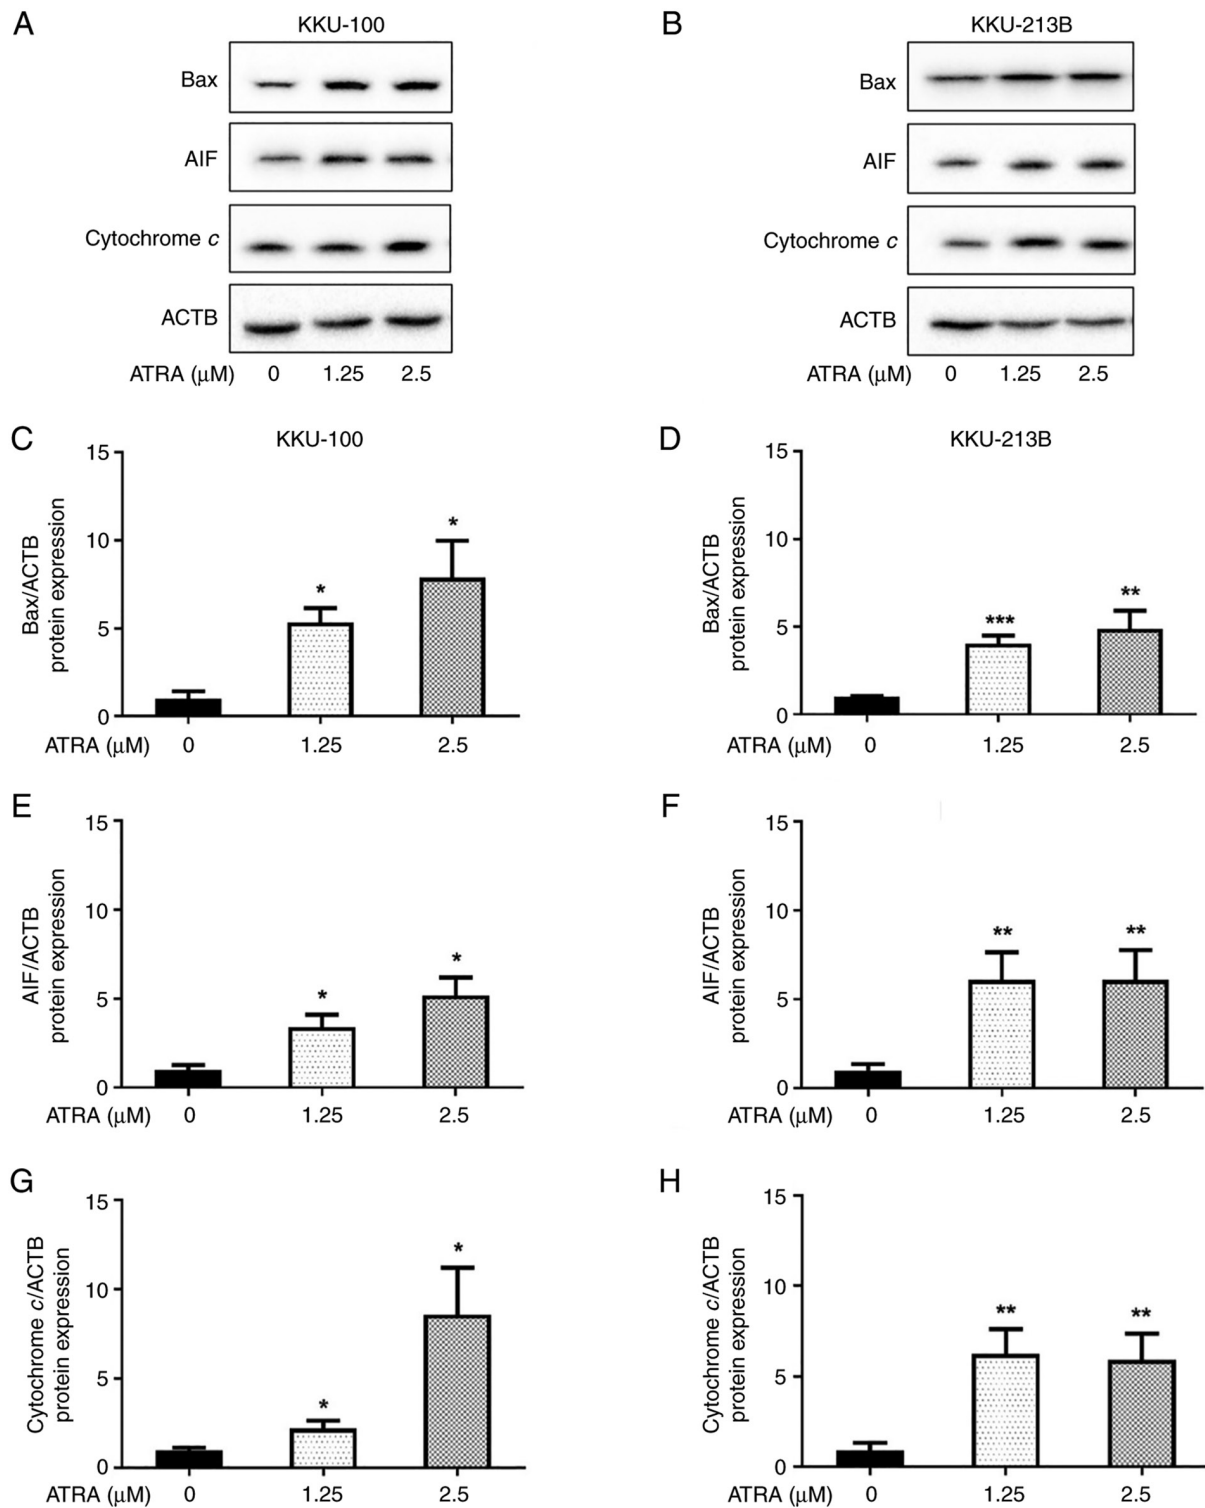 A
KKU-100
Bax
AIF
Cytochrome c
ACTB
ATRA (μM) 0 1.25 2.5
B
KKU-213B
Bax
AIF
Cytochrome c
ACTB
ATRA (μM) 0 1.25 2.5
C
KKU-100
Bax/ACTB
protein expression
15
10
5
0
*
*
ATRA (μM) 0 1.25 2.5
D
KKU-213B
Bax/ACTB
protein expression
15
10
5
0
***
**
ATRA (μM) 0 1.25 2.5
E
AIF/ACTB
protein expression
15
10
5
0
*
*
ATRA (μM) 0 1.25 2.5
F
AIF/ACTB
protein expression
15
10
5
0
**
**
ATRA (μM) 0 1.25 2.5
G
Cytochrome c/ACTB
protein expression
15
10
5
0
*
*
ATRA (μM) 0 1.25 2.5
H
Cytochrome c/ACTB
protein expression
15
10
5
0
**
**
ATRA (μM) 0 1.25 2.5